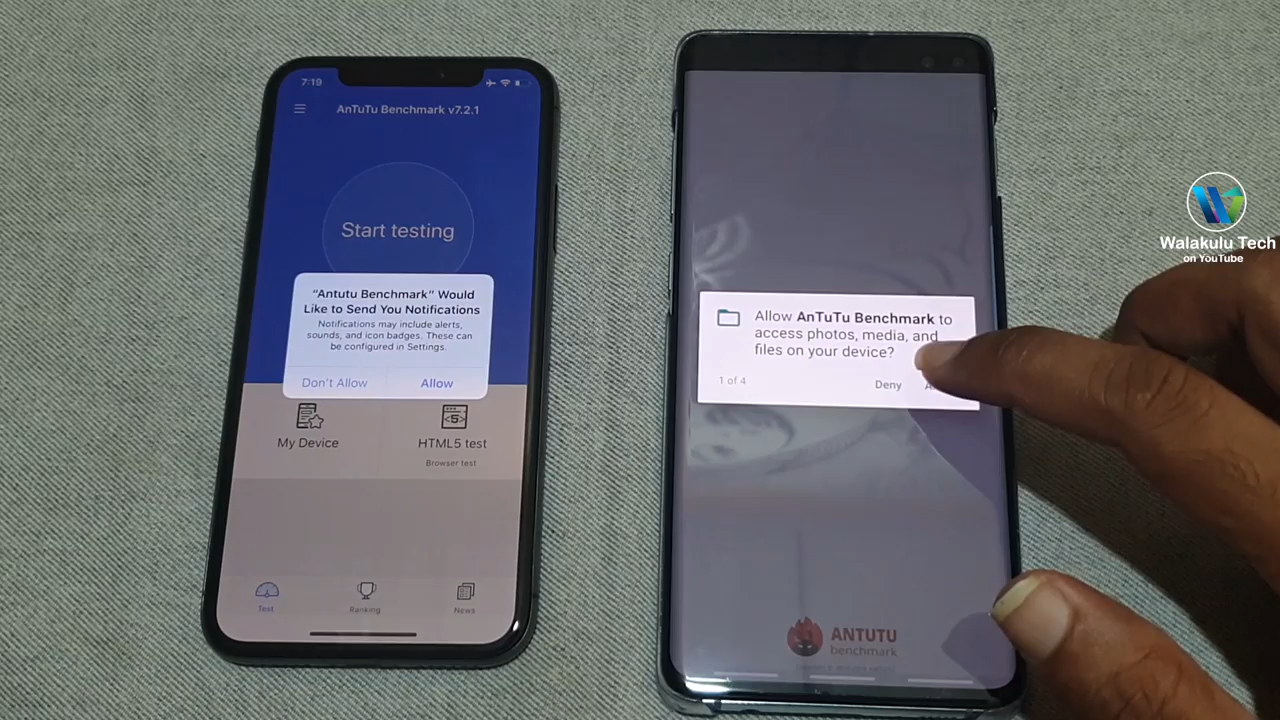 7:19
AnTuTu Benchmark v7.2.1
Start testing
“Antutu Benchmark” Would
Like to Send You Notifications
Notifications may include alerts,
sounds, and icon badges. These can
be configured in Settings.
Don't Allow
Allow
My Device
HTML5 test
Browser test
Test
Ranking
News
Allow AnTuTu Benchmark to
access photos, media, and
files on your device?
1 of 4
Deny
ANTUTU
benchmark
Walakulu Tech
on YouTube